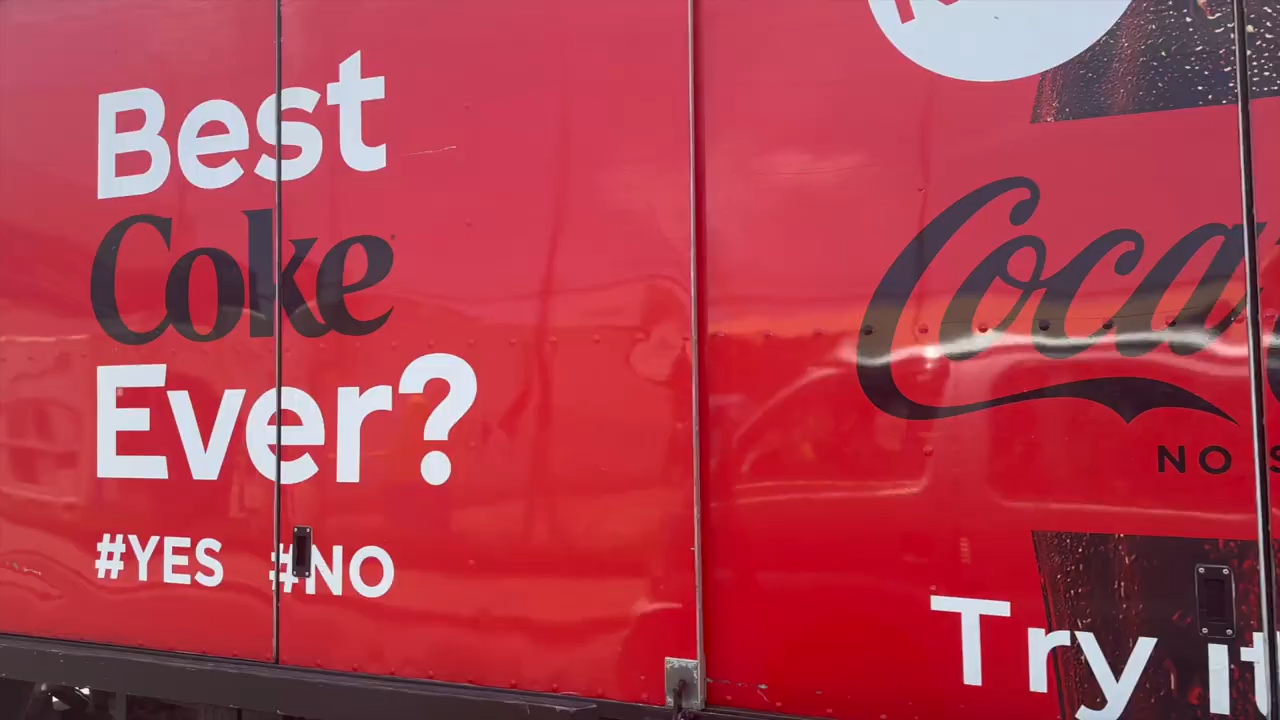 Best
Coke
Ever?
#YES #NO
Coca
NO
Try it